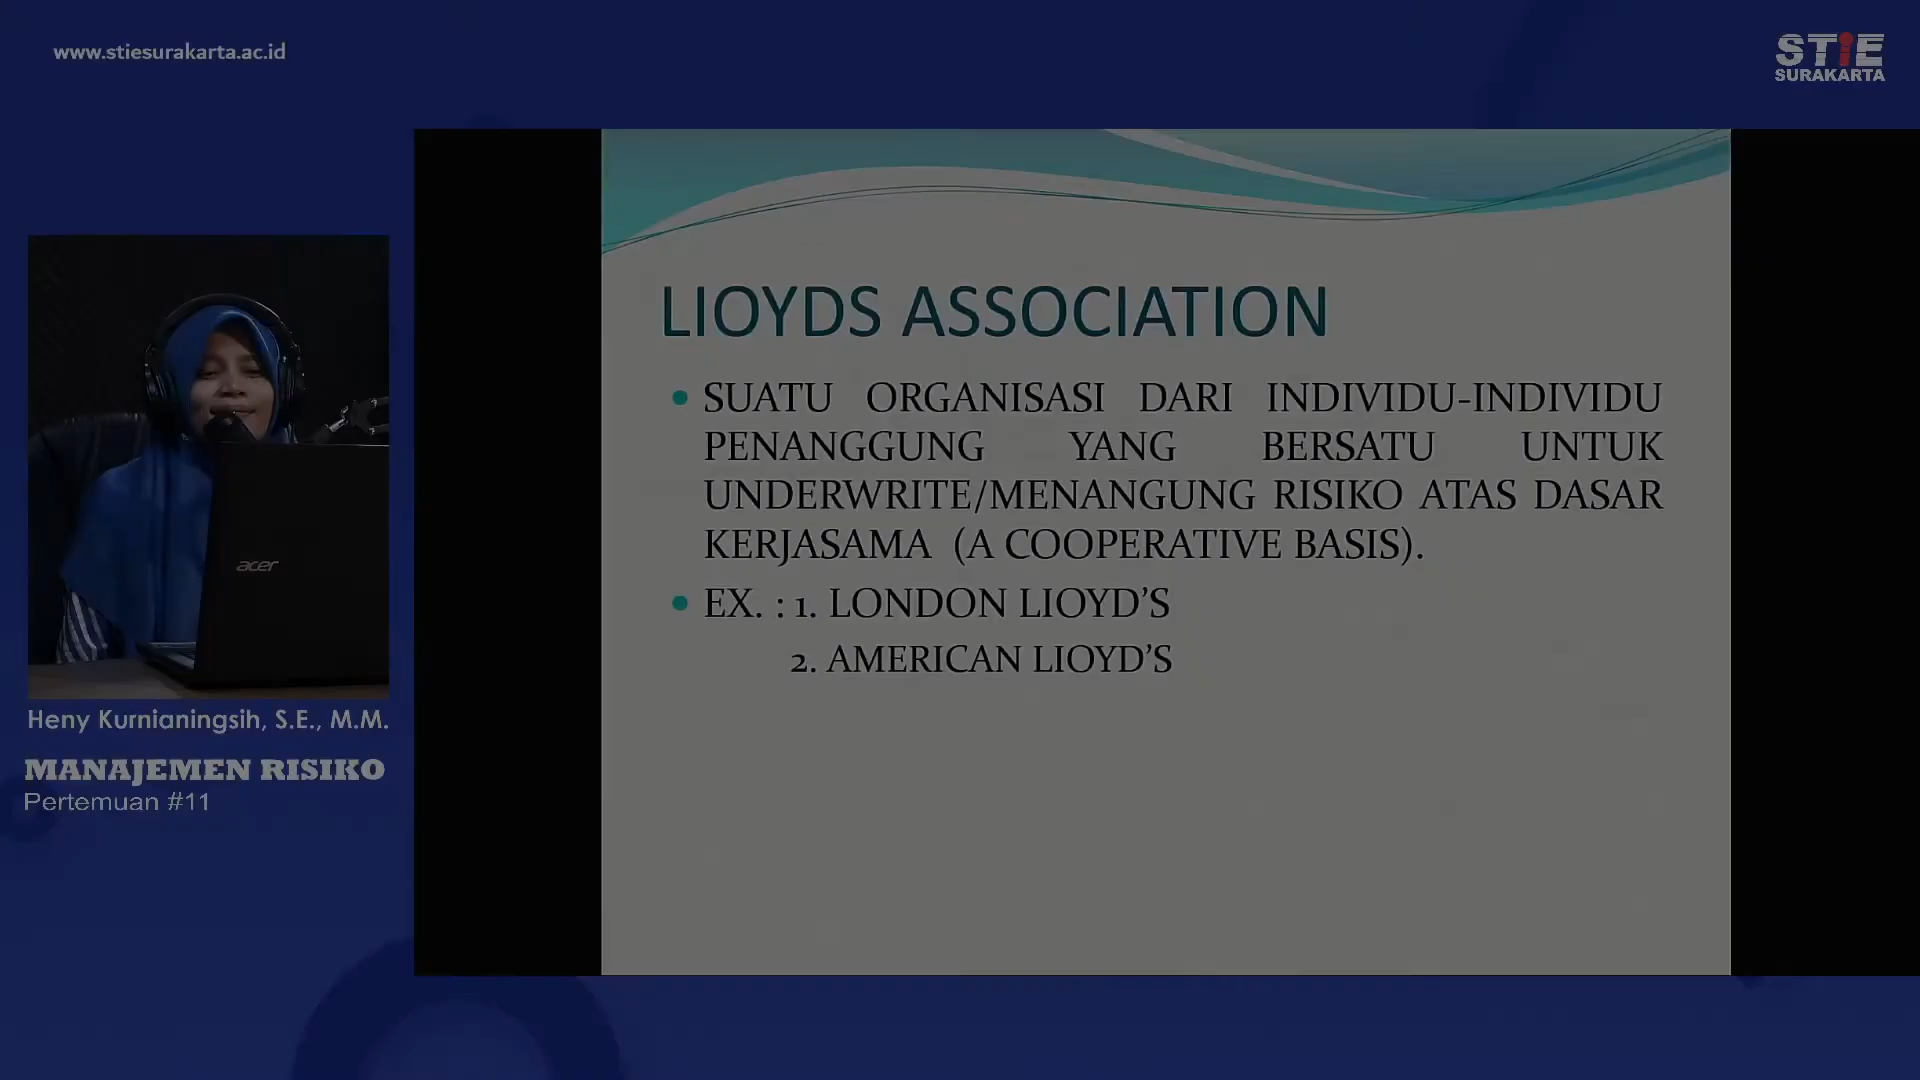 www.stiesurakarta.ac.id
STIE
SURAKARTA
LIOYDS ASSOCIATION
• SUATU ORGANISASI DARI INDIVIDU-INDIVIDU
PENANGGUNG YANG BERSATU UNTUK
UNDERWRITE/MENANGUNG RISIKO ATAS DASAR
KERJASAMA (A COOPERATIVE BASIS).
• EX. : 1. LONDON LIOYD’S
2. AMERICAN LIOYD’S
acer
Heny Kurnianingsih, S.E., M.M.
MANAJEMEN RISIKO
Pertemuan #11